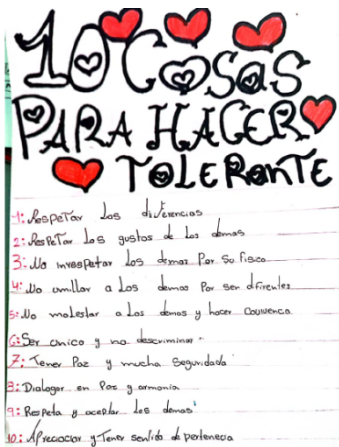 10 COSAS
PARA HACER
TOLERANTE
1: Respetar Los diferencias
2: Respetar Los gustos de Los demas
3: No irrespetar Los demas Por su fisico
4: No umillar a Los demas Por ser difrentes
5: No molestar a Los demas y hacer
6: Ser unico y no descriminar
7: Tener Paz y mucha Seguridada
8: Dialogar en Paz y armonia
9: Respeta y aceptar Los demas
10: Apreciar y Tener sentido de pertenecia